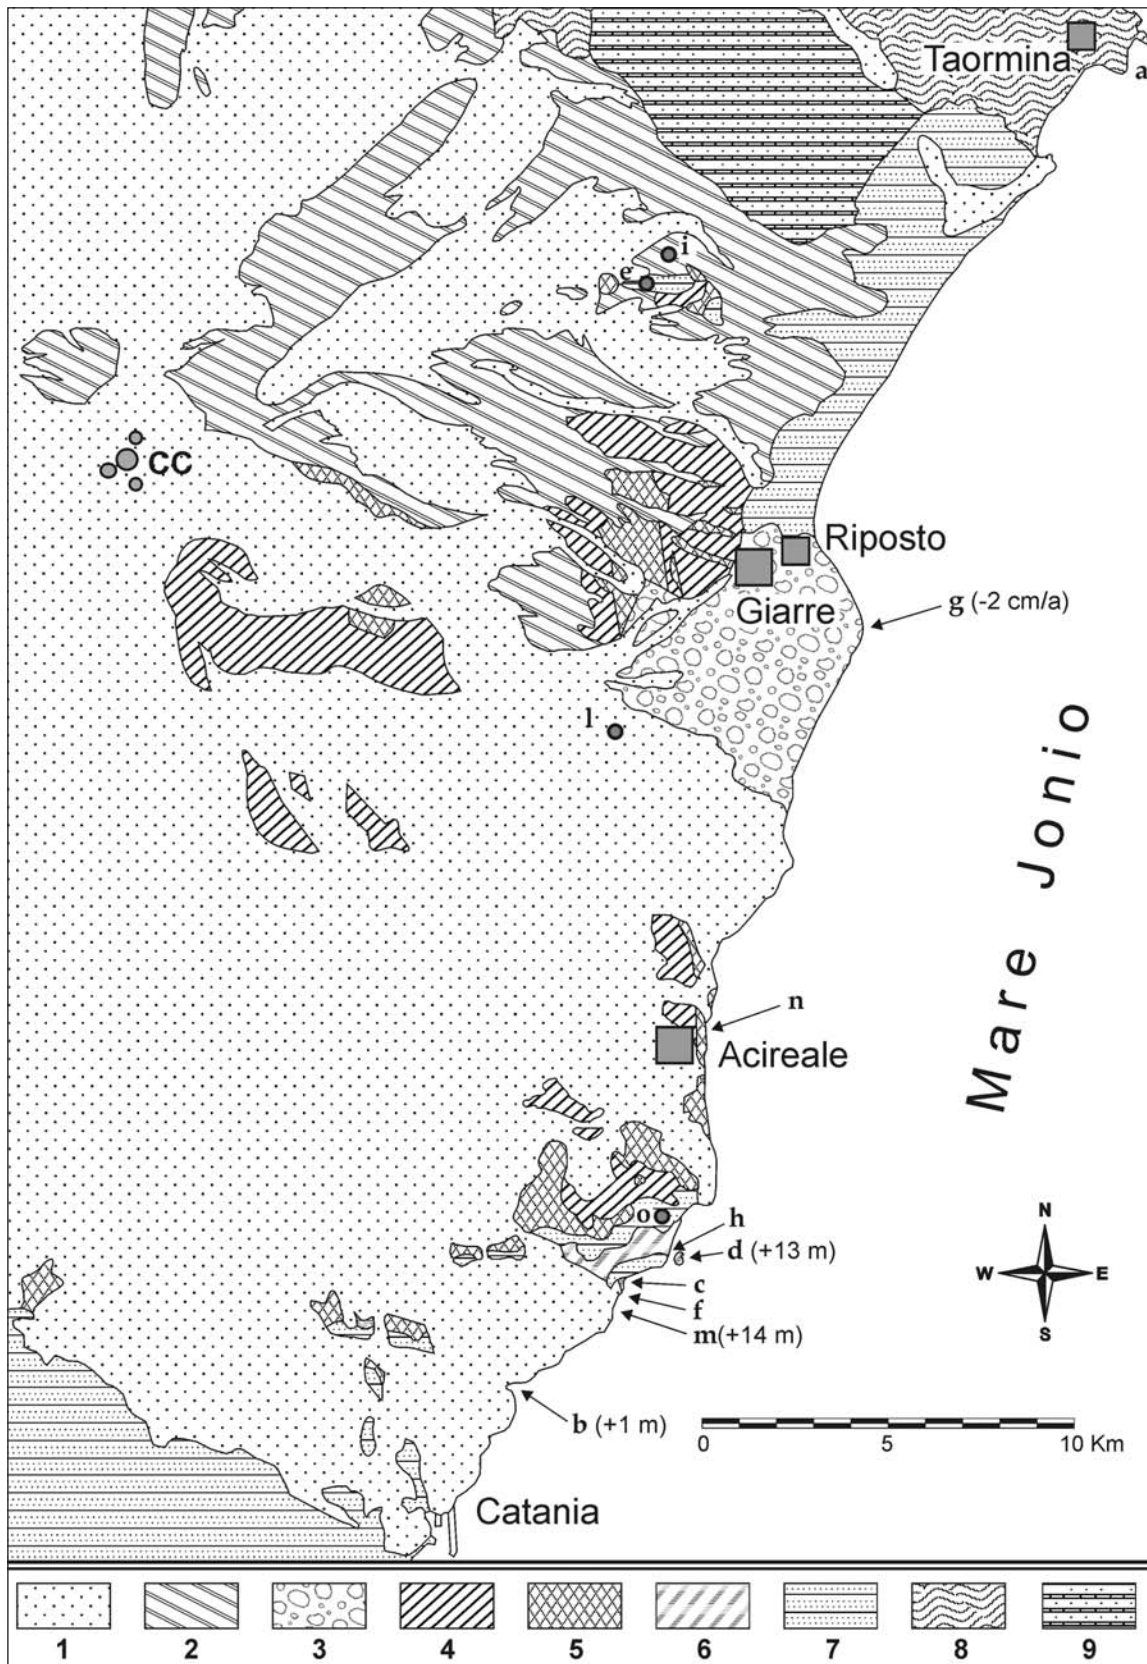 Taormina
a
i
e
CC
Riposto
g (-2 cm/a)
Giarre
l
Mare Jonio
n
Acireale
o
h
d (+13 m)
c
f
m(+14 m)
N
W E
S
b (+1 m)
0 5 10 Km
Catania
1 2 3 4 5 6 7 8 9